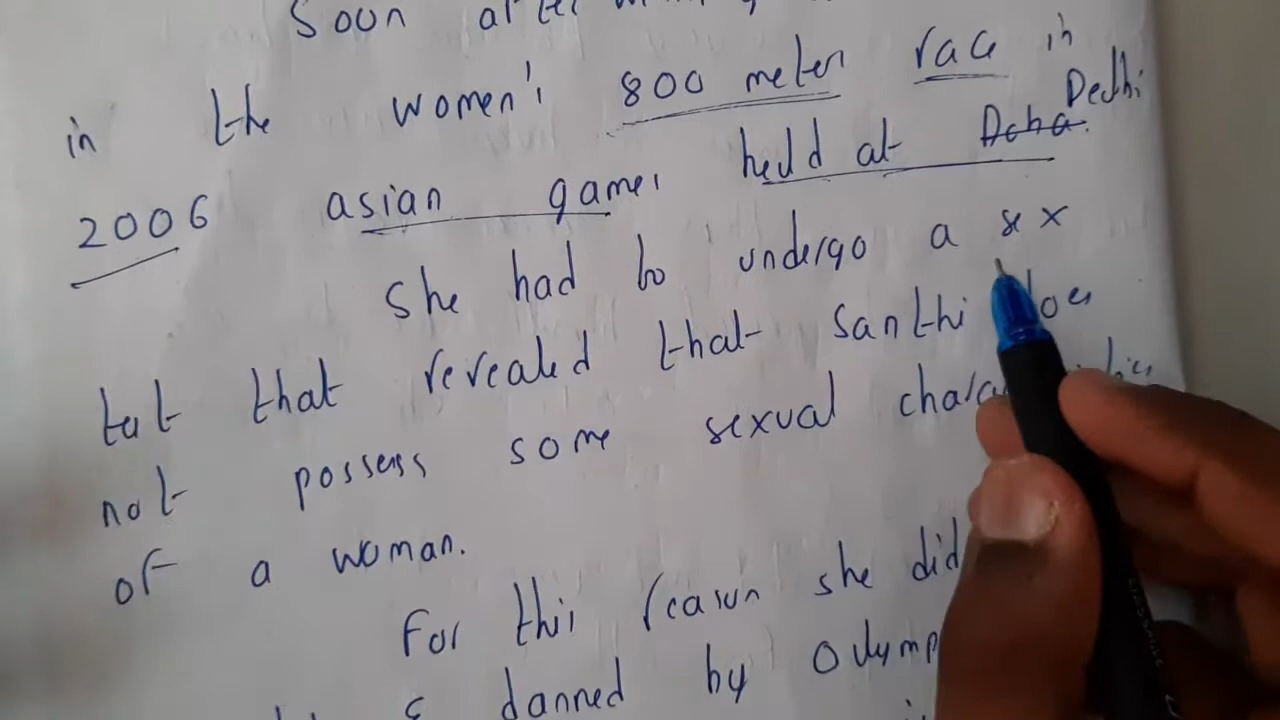 Soon after
in the women's 800 meter race in
Delhi
2006 asian games held at Doha.
She had to undergo a sex
test that revealed that Santhi does
not possess some sexual
of a woman.
For this reason she did
banned by